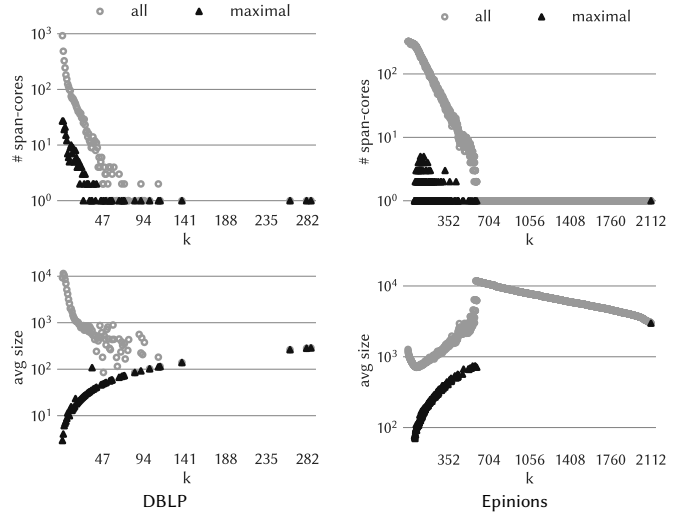 all maximal
all maximal
10^3
10^2
10^1
10^0
# span-cores
47 94 141 188 235 282
k
10^2
10^1
10^0
# span-cores
352 704 1056 1408 1760 2112
k
10^4
10^3
10^2
10^1
avg size
47 94 141 188 235 282
k
DBLP
10^4
10^3
10^2
avg size
352 704 1056 1408 1760 2112
k
Epinions